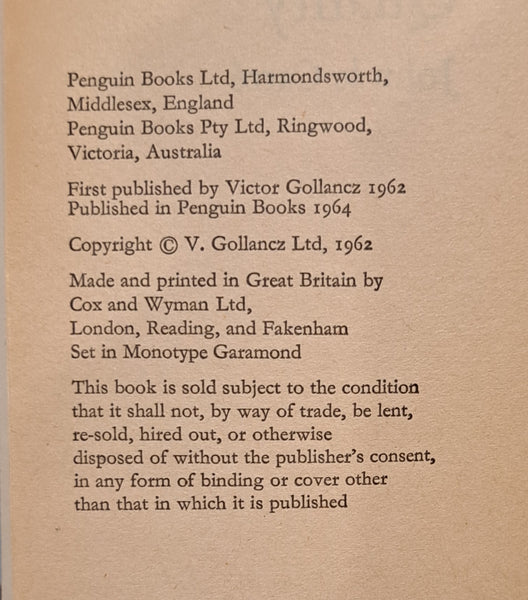 Penguin Books Ltd, Harmondsworth,
Middlesex, England
Penguin Books Pty Ltd, Ringwood,
Victoria, Australia
First published by Victor Gollancz 1962
Published in Penguin Books 1964
Copyright © V. Gollancz Ltd, 1962
Made and printed in Great Britain by
Cox and Wyman Ltd,
London, Reading, and Fakenham
Set in Monotype Garamond
This book is sold subject to the condition
that it shall not, by way of trade, be lent,
re-sold, hired out, or otherwise
disposed of without the publisher's consent,
in any form of binding or cover other
than that in which it is published